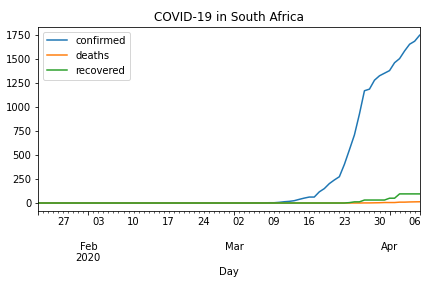 COVID-19 in South Africa
confirmed
deaths
recovered
1750
1500
1250
1000
750
500
250
0
27 03 10 17 24 02 09 16 23 30 06
Feb Mar Apr
2020
Day